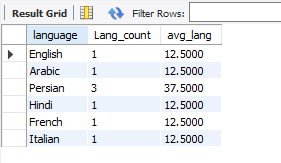 Result Grid Filter Rows:
language Lang_count avg_lang
English 1 12.5000
Arabic 1 12.5000
Persian 3 37.5000
Hindi 1 12.5000
French 1 12.5000
Italian 1 12.5000